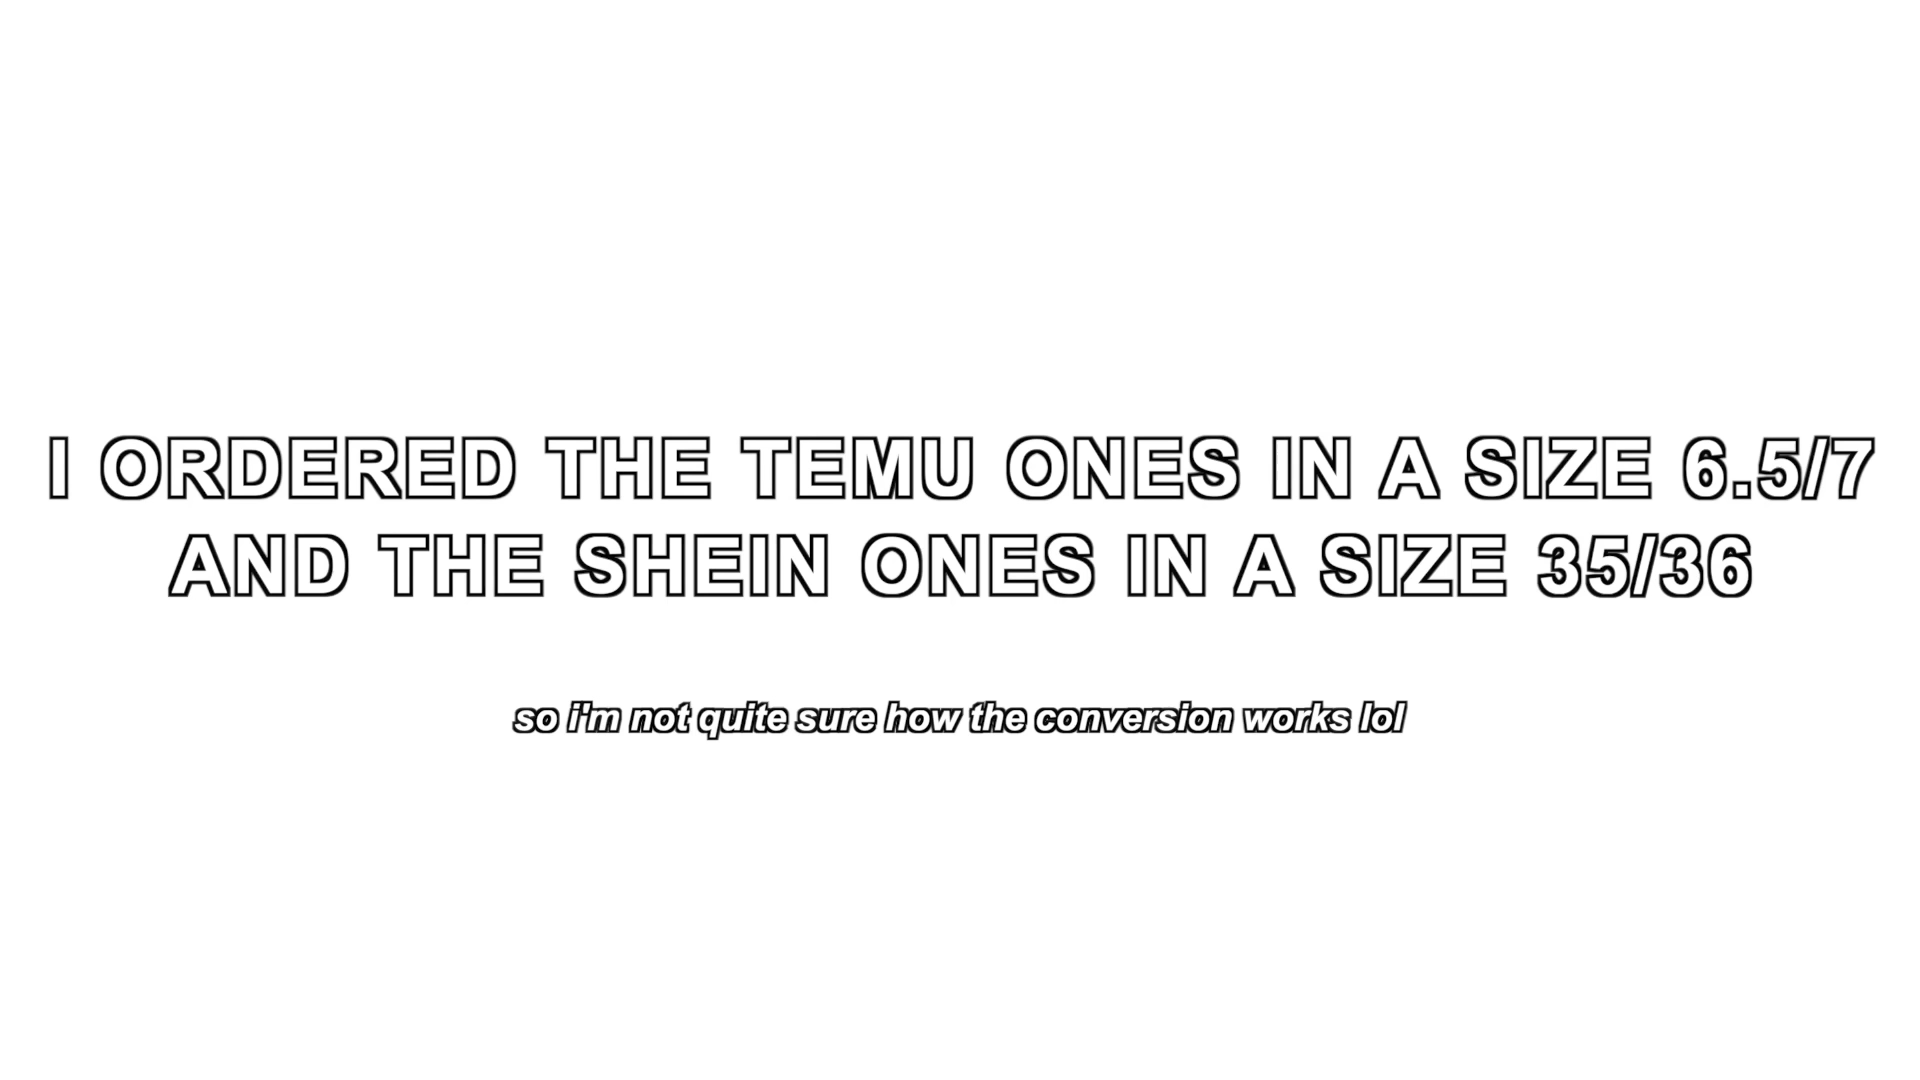 I ORDERED THE TEMU ONES IN A SIZE 6.5/7
AND THE SHEIN ONES IN A SIZE 35/36
so i'm not quite sure how the conversion works lol